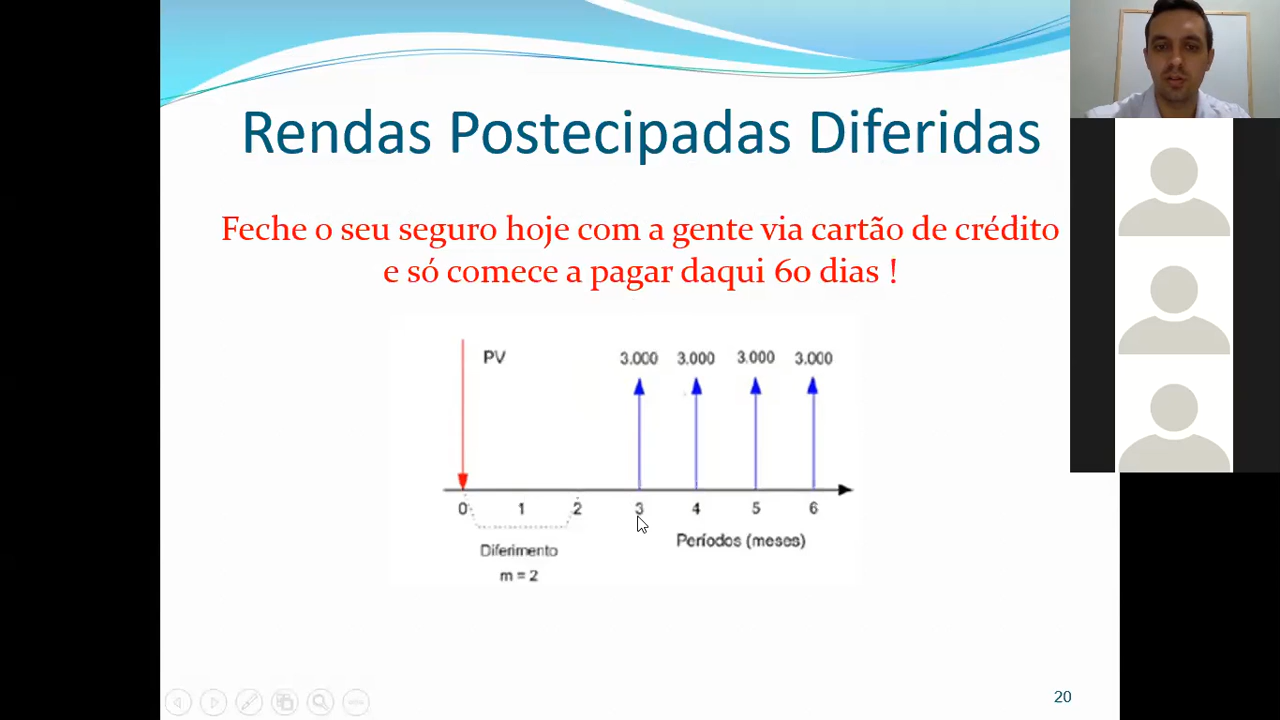 Rendas Postecipadas Diferidas
Feche o seu seguro hoje com a gente via cartão de crédito
e só comece a pagar daqui 60 dias !
PV
3.000 3.000 3.000 3.000
0 1 2 3 4 5 6
Diferimento
m = 2
Períodos (meses)
20